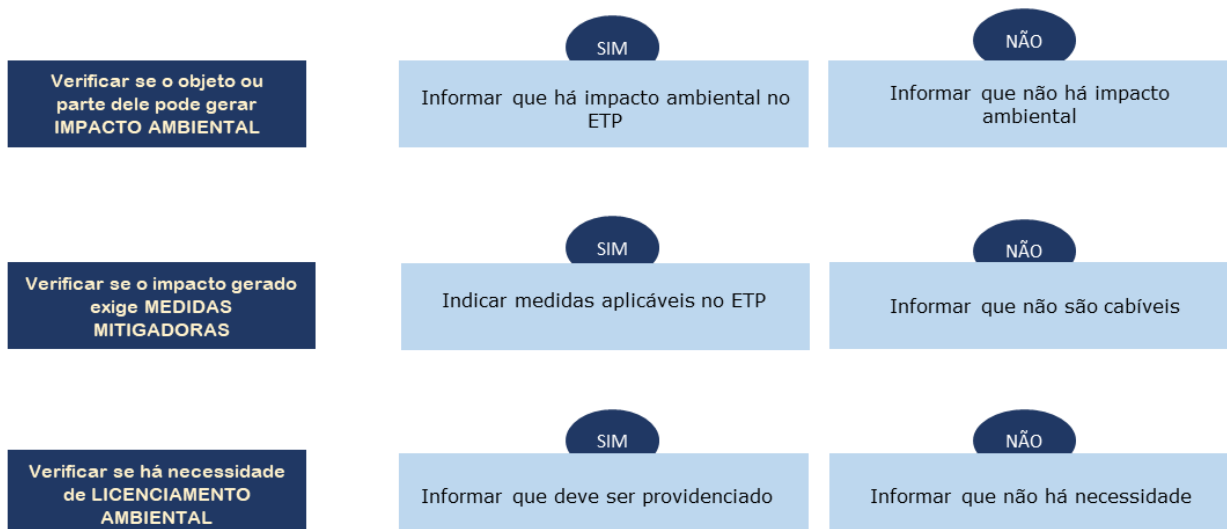 SIM
NÃO
Verificar se o objeto ou
parte dele pode gerar
IMPACTO AMBIENTAL
Informar que há impacto ambiental no
ETP
Informar que não há impacto
ambiental
SIM
NÃO
Verificar se o impacto gerado
exige MEDIDAS
MITIGADORAS
Indicar medidas aplicáveis no ETP
Informar que não são cabíveis
SIM
NÃO
Verificar se há necessidade
de LICENCIAMENTO
AMBIENTAL
Informar que deve ser providenciado
Informar que não há necessidade